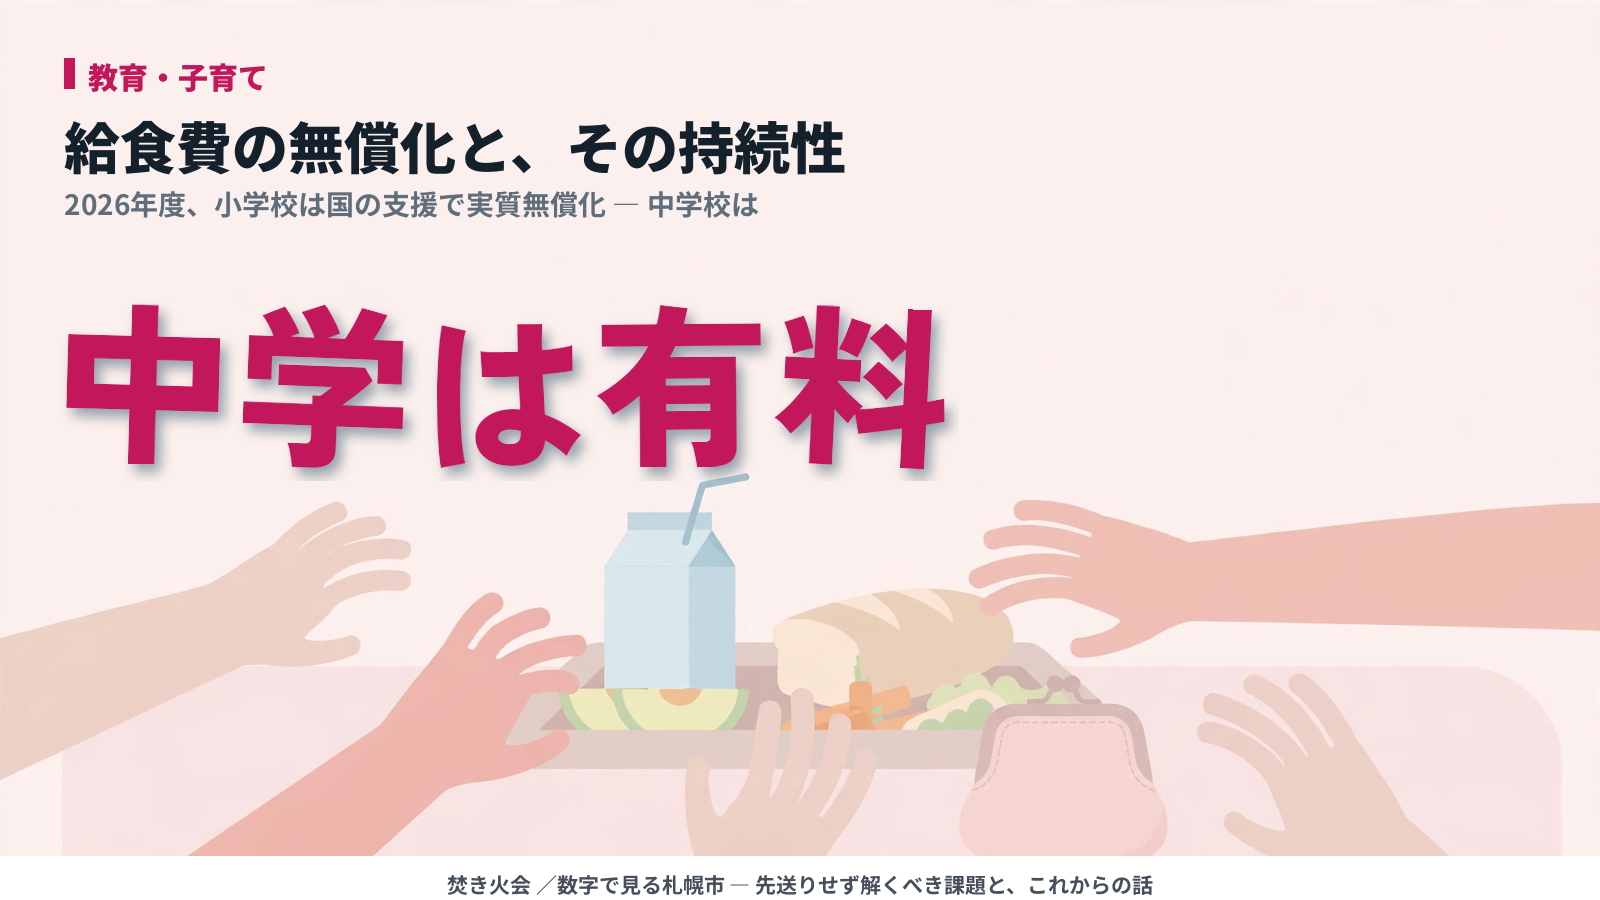 教育・子育て
給食費の無償化と、その持続性
2026年度、小学校は国の支援で実質無償化 — 中学校は
中学は有料
焚き火会 ／数字で見る札幌市 — 先送りせず解くべき課題と、これからの話